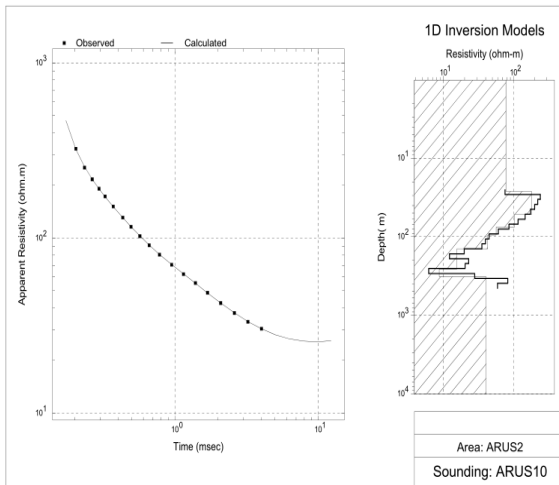 Observed
Calculated
10³
10²
10¹
Apparent Resistivity (ohm.m)
10⁰
10¹
Time (msec)
1D Inversion Models
Resistivity (ohm-m)
10¹
10²
10¹
10²
10³
10⁴
Depth( m)
Area: ARUS2
Sounding: ARUS10